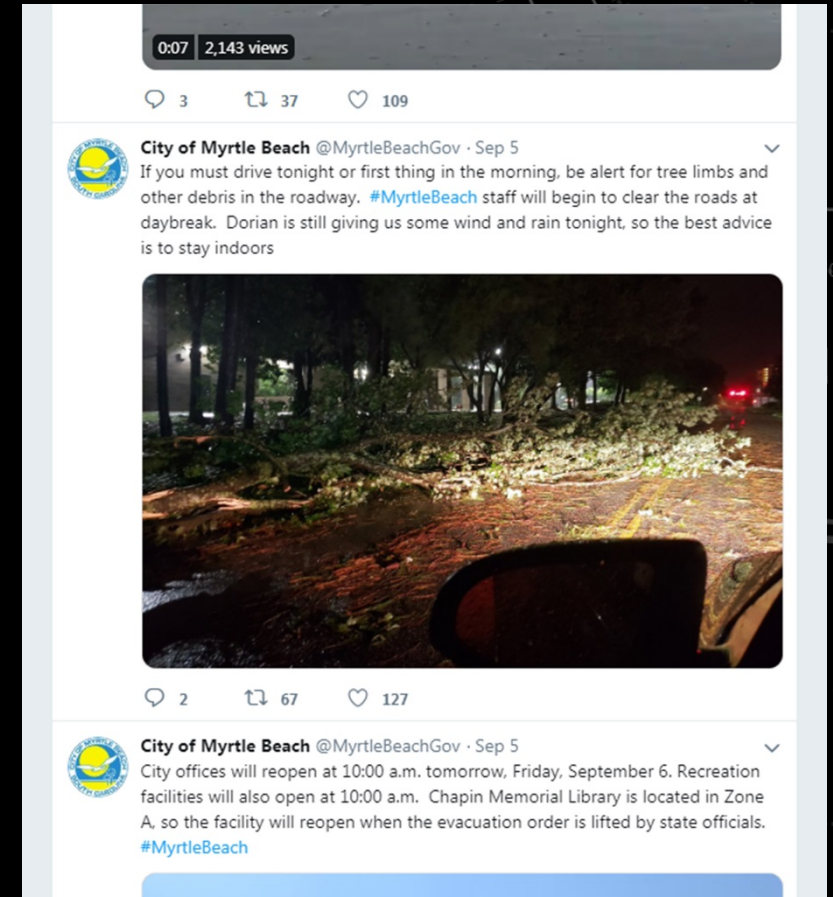 0:07 2,143 views
3 37 109
City of Myrtle Beach @MyrtleBeachGov · Sep 5
If you must drive tonight or first thing in the morning, be alert for tree limbs and
other debris in the roadway.  #MyrtleBeach staff will begin to clear the roads at
daybreak.  Dorian is still giving us some wind and rain tonight, so the best advice
is to stay indoors
2 67 127
City of Myrtle Beach @MyrtleBeachGov · Sep 5
City offices will reopen at 10:00 a.m. tomorrow, Friday, September 6. Recreation
facilities will also open at 10:00 a.m.  Chapin Memorial Library is located in Zone
A, so the facility will reopen when the evacuation order is lifted by state officials.
#MyrtleBeach